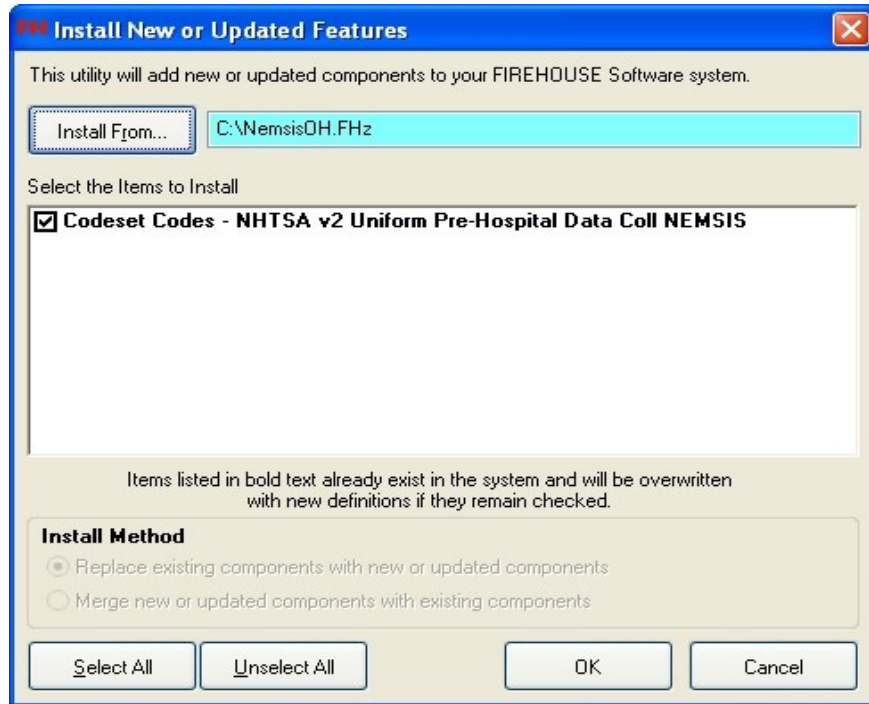 FH Install New or Updated Features
This utility will add new or updated components to your FIREHOUSE Software system.
Install From... C:\NemsisOH.FHz
Select the Items to Install
Codeset Codes - NHTSA v2 Uniform Pre-Hospital Data Coll NEMSIS
Items listed in bold text already exist in the system and will be overwritten
with new definitions if they remain checked.
Install Method
Replace existing components with new or updated components
Merge new or updated components with existing components
Select All Unselect All OK Cancel